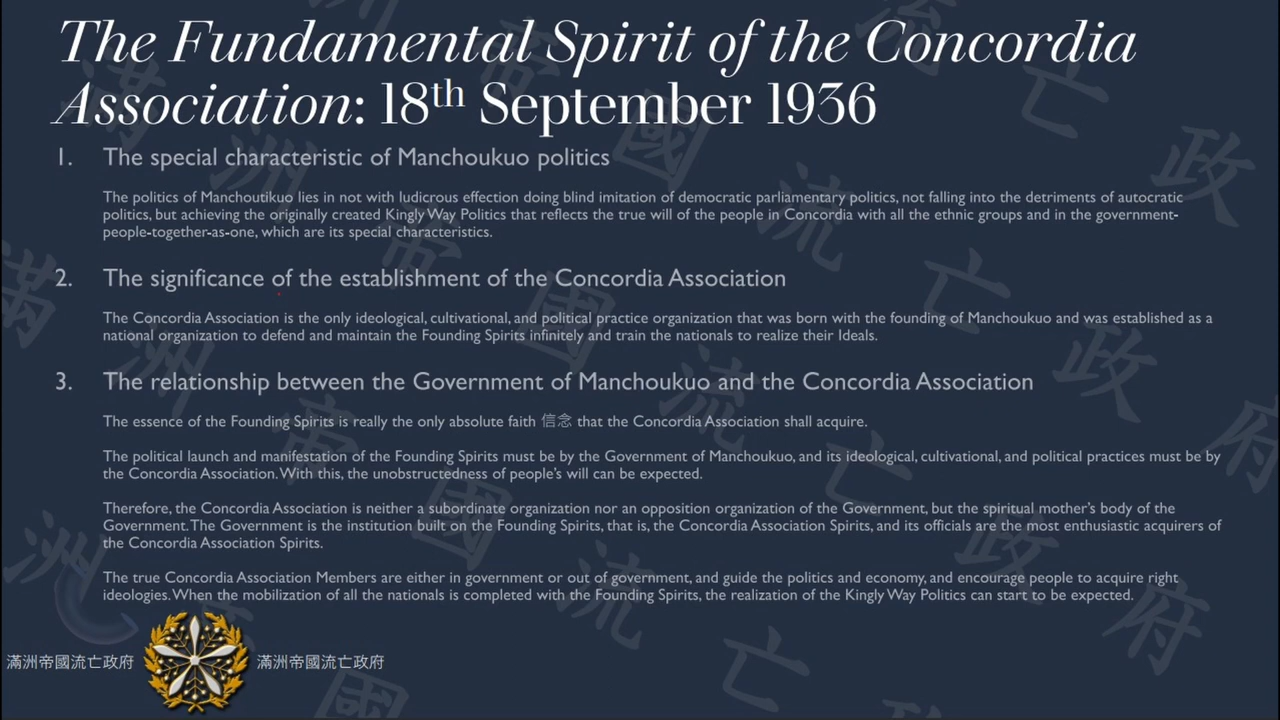 The Fundamental Spirit of the Concordia
Association: 18th September 1936
1. The special characteristic of Manchoukuo politics
The politics of Manchoutikuo lies in not with ludicrous effection doing blind imitation of democratic parliamentary politics, not falling into the detriments of autocratic
politics, but achieving the originally created Kingly Way Politics that reflects the true will of the people in Concordia with all the ethnic groups and in the government-
people-together-as-one, which are its special characteristics.
2. The significance of the establishment of the Concordia Association
The Concordia Association is the only ideological, cultivational, and political practice organization that was born with the founding of Manchoukuo and was established as a
national organization to defend and maintain the Founding Spirits infinitely and train the nationals to realize their Ideals.
3. The relationship between the Government of Manchoukuo and the Concordia Association
The essence of the Founding Spirits is really the only absolute faith 信念 that the Concordia Association shall acquire.
The political launch and manifestation of the Founding Spirits must be by the Government of Manchoukuo, and its ideological, cultivational, and political practices must be by
the Concordia Association. With this, the unobstructedness of people's will can be expected.
Therefore, the Concordia Association is neither a subordinate organization nor an opposition organization of the Government, but the spiritual mother's body of the
Government. The Government is the institution built on the Founding Spirits, that is, the Concordia Association Spirits, and its officials are the most enthusiastic acquirers of
the Concordia Association Spirits.
The true Concordia Association Members are either in government or out of government, and guide the politics and economy, and encourage people to acquire right
ideologies. When the mobilization of all the nationals is completed with the Founding Spirits, the realization of the Kingly Way Politics can start to be expected.
滿洲帝國流亡政府 滿洲帝國流亡政府
滿洲帝國流亡政府
滿洲帝國流亡政府